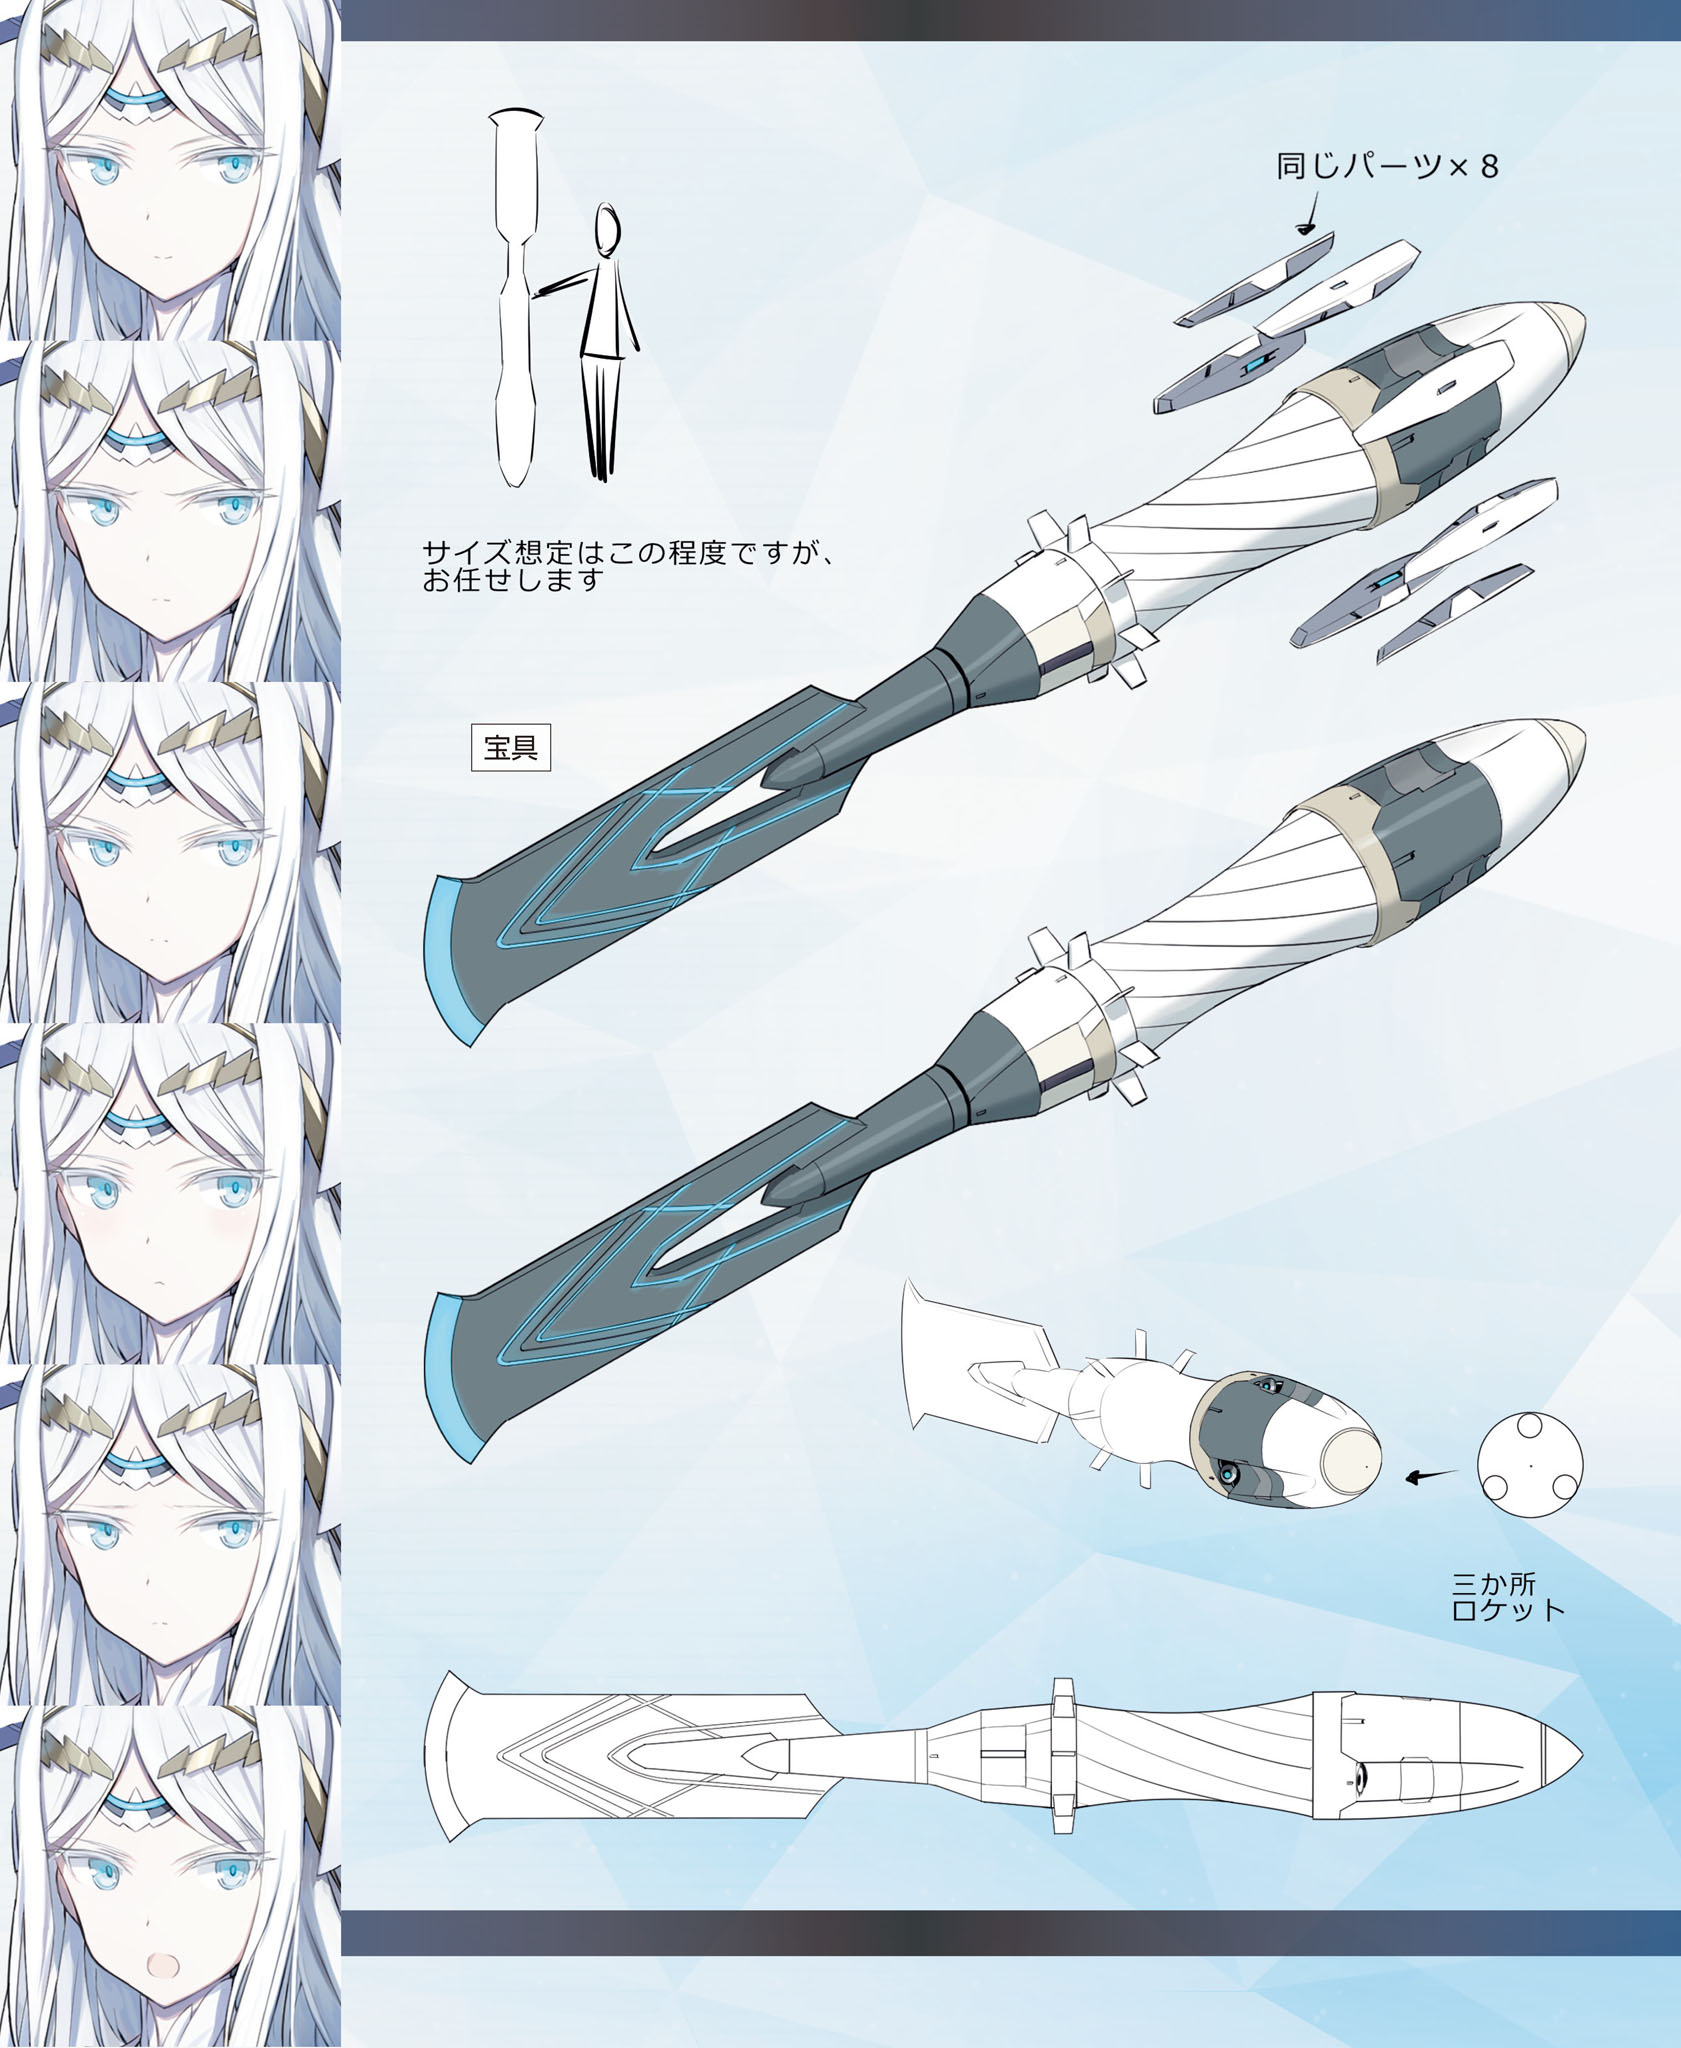 同じパーツ×8
サイズ想定はこの程度ですが、
お任せします
宝具
三か所
ロケット